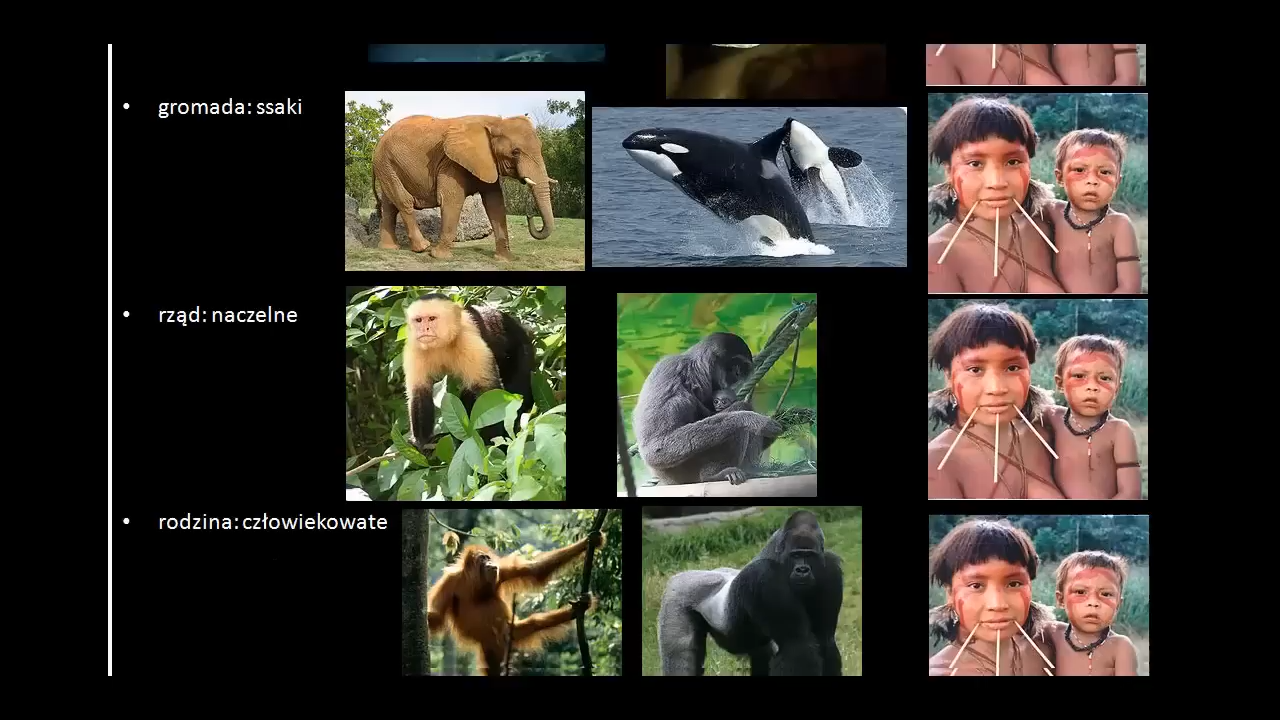 • gromada: ssaki
• rząd: naczelne
• rodzina: człowiekowate